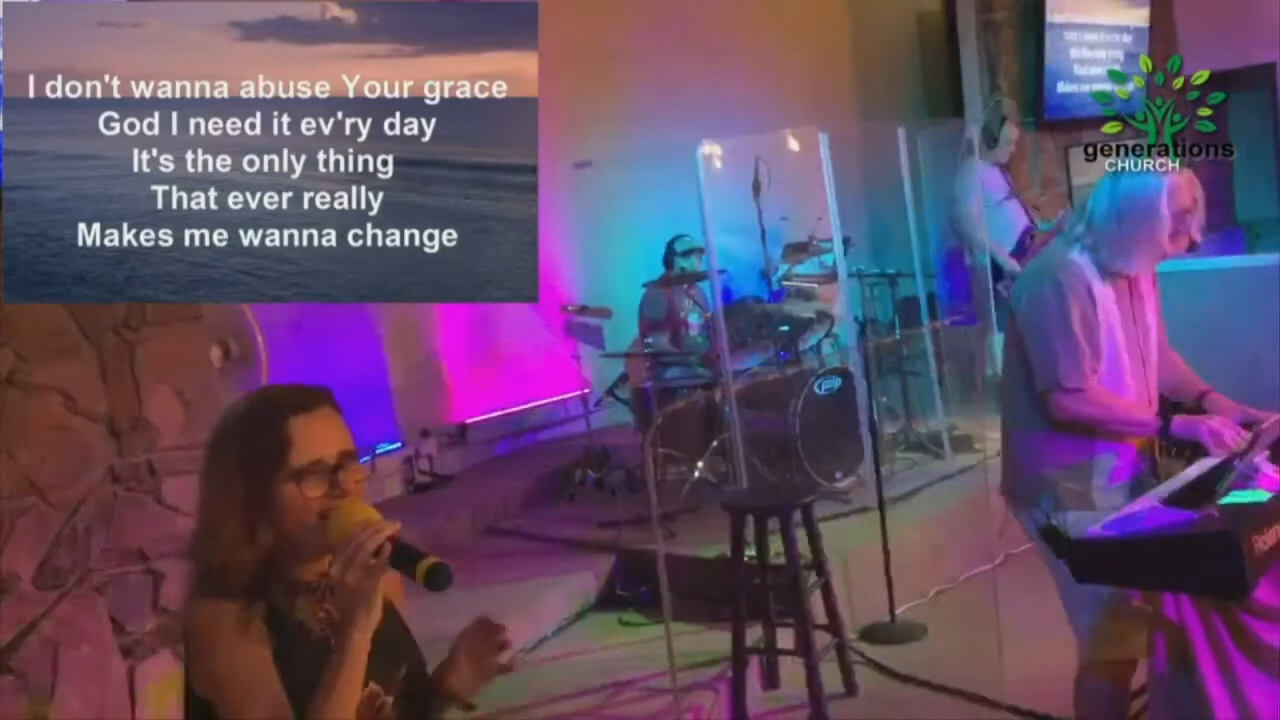 I don't wanna abuse Your grace
God I need it ev'ry day
It's the only thing
That ever really
Makes me wanna change
generations
CHURCH
pdp